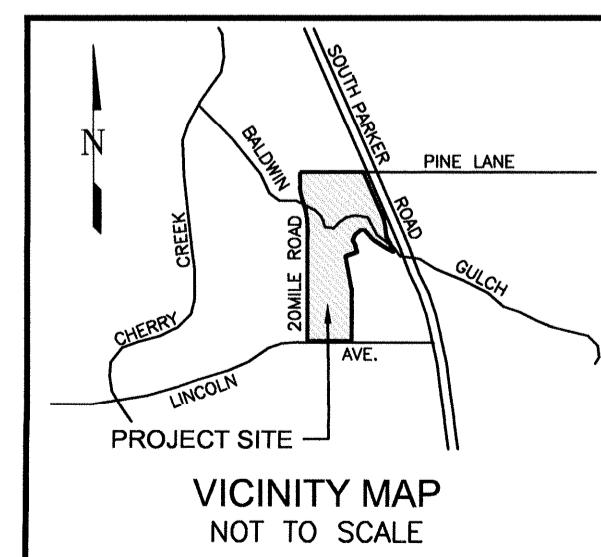 N
SOUTH PARKER
ROAD
PINE LANE
BALDWIN
GULCH
CREEK
CHERRY
20MILE ROAD
LINCOLN
AVE.
PROJECT SITE
VICINITY MAP
NOT TO SCALE